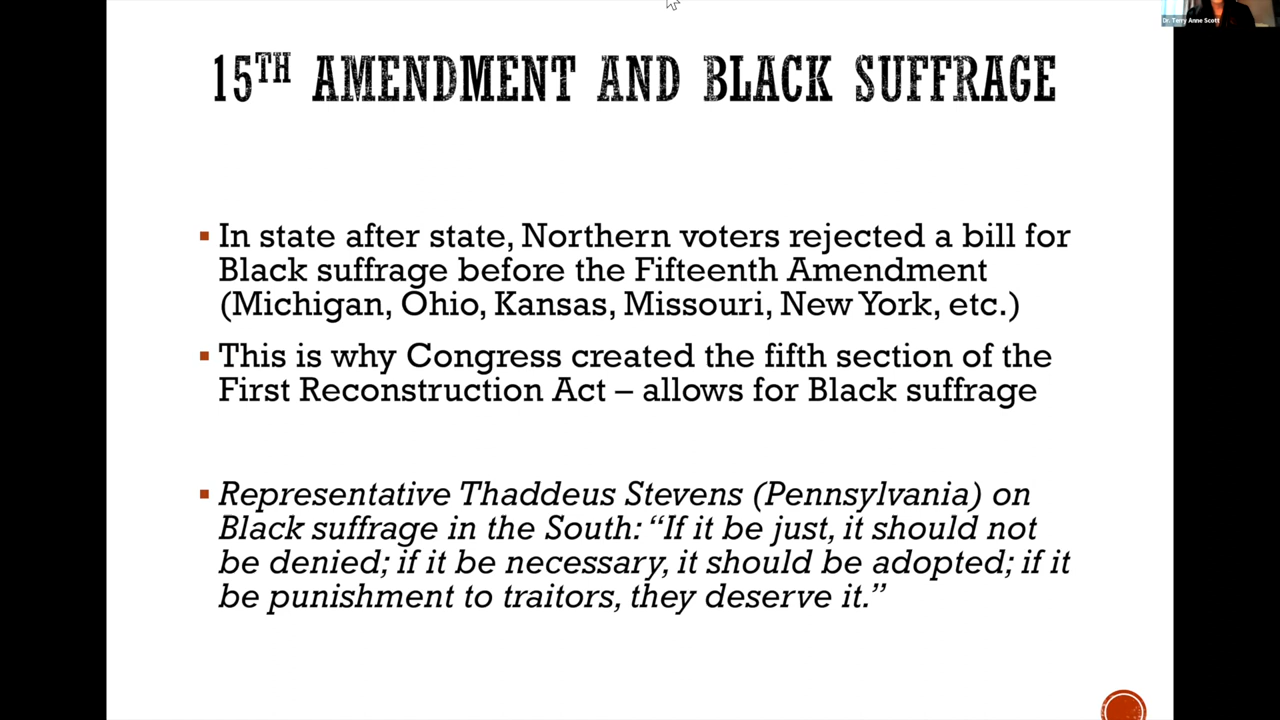 Dr. Terry Anne Scott
15TH AMENDMENT AND BLACK SUFFRAGE
In state after state, Northern voters rejected a bill for
Black suffrage before the Fifteenth Amendment
(Michigan, Ohio, Kansas, Missouri, New York, etc.)
This is why Congress created the fifth section of the
First Reconstruction Act – allows for Black suffrage
Representative Thaddeus Stevens (Pennsylvania) on
Black suffrage in the South: “If it be just, it should not
be denied; if it be necessary, it should be adopted; if it
be punishment to traitors, they deserve it.”